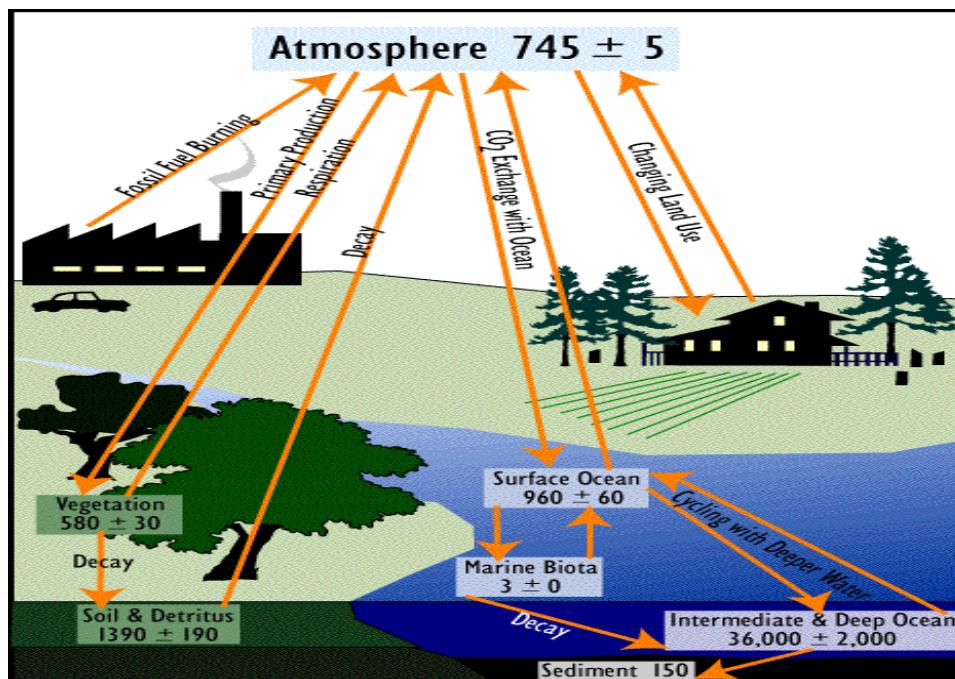 Atmosphere 745 ± 5
Fossil Fuel Burning
Primary Production
Respiration
Decay
CO₂ Exchange with Ocean
Changing Land Use
Vegetation
580 ± 30
Decay
Soil & Detritus
1390 ± 190
Surface Ocean
960 ± 60
Marine Biota
3 ± 0
Cycling with Deeper Water
Decay
Intermediate & Deep Ocean
36,000 ± 2,000
Sediment 150